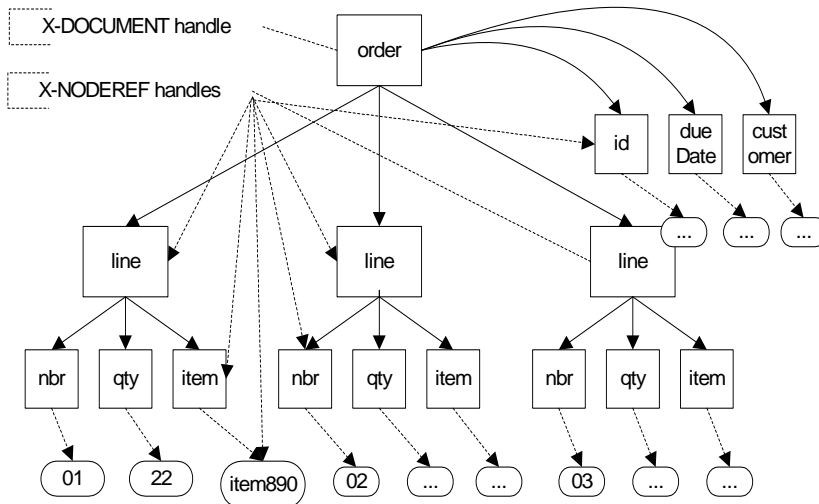 X-DOCUMENT handle
order
X-NODEREF handles
id
due
Date
cust
omer
...
...
...
line
line
line
nbr
qty
item
nbr
qty
item
nbr
qty
item
01
22
item890
02
...
...
03
...
...